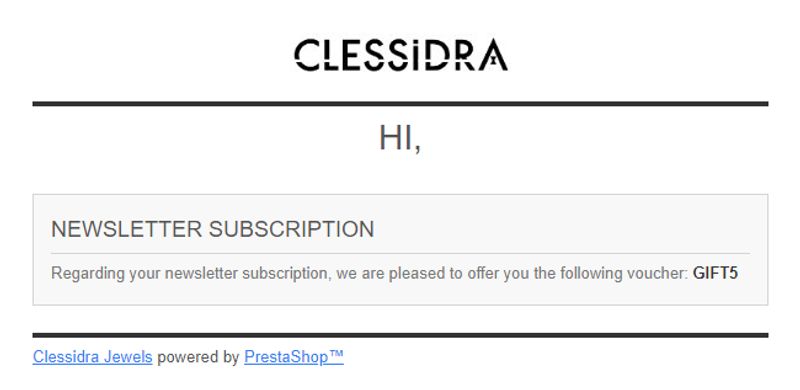 CLESSiDRA
HI,
NEWSLETTER SUBSCRIPTION
Regarding your newsletter subscription, we are pleased to offer you the following voucher: GIFT5
Clessidra Jewels powered by PrestaShop™